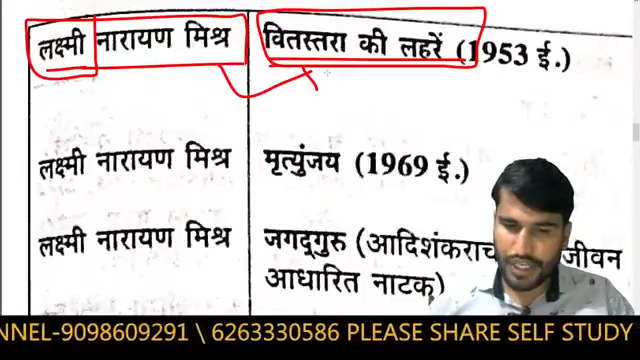 लक्ष्मी नारायण मिश्र वितस्तरा की लहरें (1953 ई.)
लक्ष्मी नारायण मिश्र मृत्युंजय (1969 ई.)
लक्ष्मी नारायण मिश्र जगद्गुरु (आदिशंकराच जीवन
आधारित नाटक)
NNEL-9098609291 \ 6263330586 PLEASE SHARE SELF STUDY